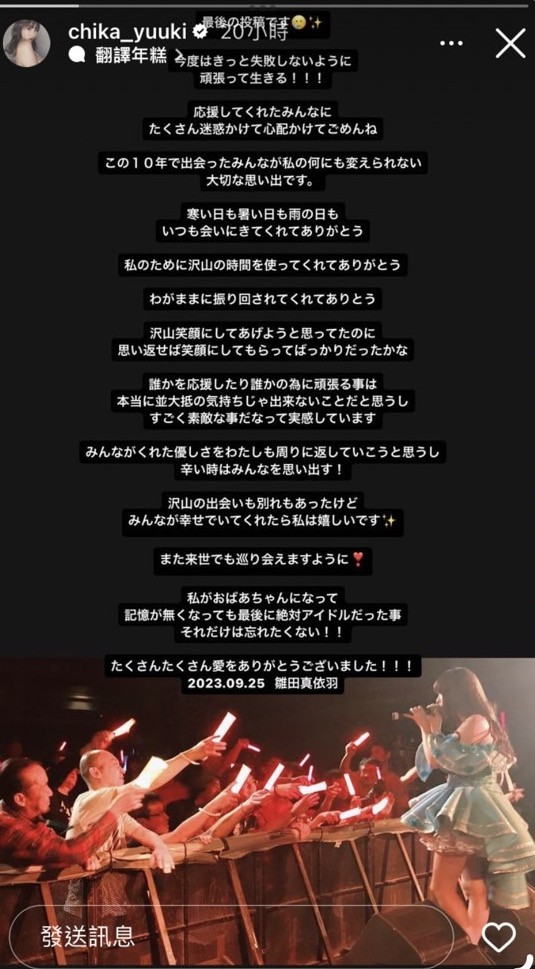 最後の投稿です🥲✨
chika_yuuki 20小時
翻譯年糕 >
今度はきっと失敗しないように
頑張って生きる！！！
応援してくれたみんなに
たくさん迷惑かけて心配かけてごめんね
この１０年で出会ったみんなが私の何にも変えられない
大切な思い出です。
寒い日も暑い日も雨の日も
いつも会いにきてくれてありがとう
私のために沢山の時間を使ってくれてありがとう
わがままに振り回されてくれてありとう
沢山笑顔にしてあげようと思ってたのに
思い返せば笑顔にしてもらってばっかりだったかな
誰かを応援したり誰かの為に頑張る事は
本当に並大抵の気持ちじゃ出来ないことだと思うし
すごく素敵な事だなって実感しています
みんながくれた優しさをわたしも周りに返していこうと思うし
辛い時はみんなを思い出す！
沢山の出会いも別れもあったけど
みんなが幸せでいてくれたら私は嬉しいです✨
また来世でも巡り会えますように❣️
私がおばあちゃんになって
記憶が無くなっても最後に絶対アイドルだった事
それだけは忘れたくない！！
たくさんたくさん愛をありがとうございました！！！
2023.09.25 雛田真依羽
發送訊息